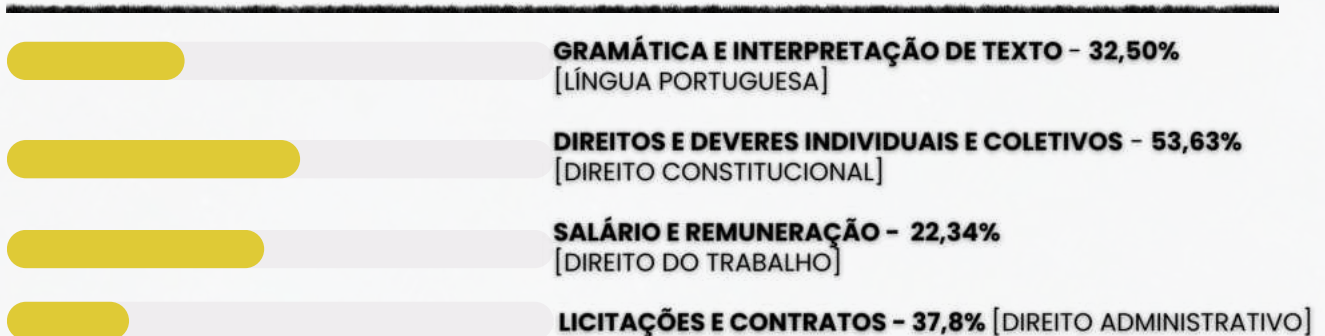 GRAMÁTICA E INTERPRETAÇÃO DE TEXTO - 32,50%
[LÍNGUA PORTUGUESA]
DIREITOS E DEVERES INDIVIDUAIS E COLETIVOS - 53,63%
[DIREITO CONSTITUCIONAL]
SALÁRIO E REMUNERAÇÃO - 22,34%
[DIREITO DO TRABALHO]
LICITAÇÕES E CONTRATOS - 37,8% [DIREITO ADMINISTRATIVO]